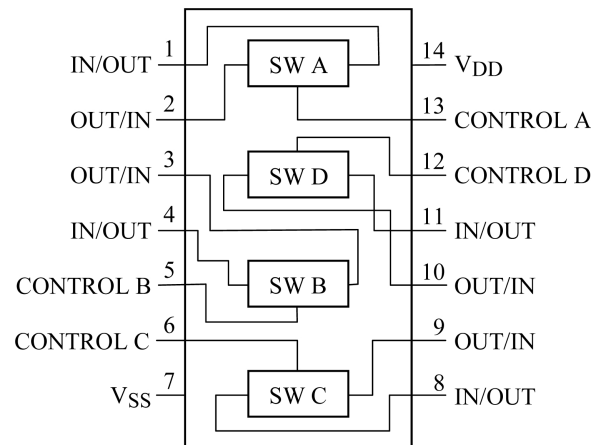 1
IN/OUT
2
OUT/IN
3
OUT/IN
4
IN/OUT
5
CONTROL B
6
CONTROL C
7
VSS
SW A
SW D
SW B
SW C
14
VDD
13
CONTROL A
12
CONTROL D
11
IN/OUT
10
OUT/IN
9
OUT/IN
8
IN/OUT